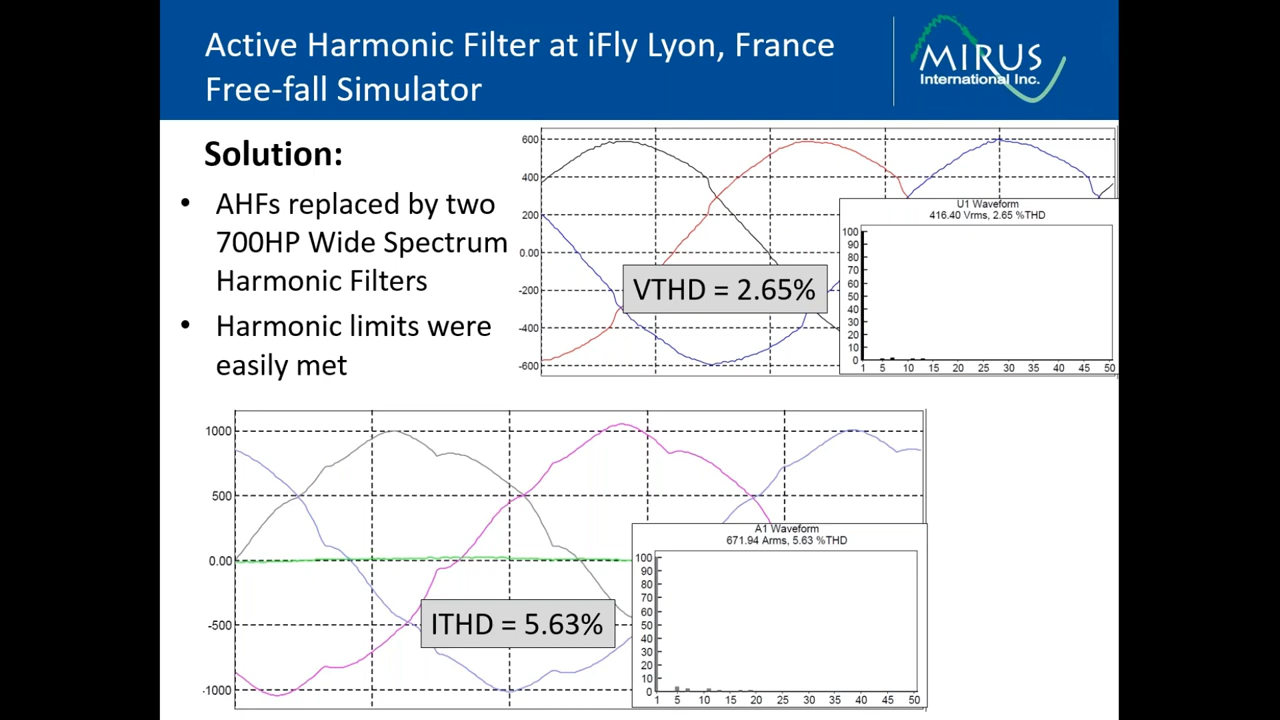 Active Harmonic Filter at iFly Lyon, France
Free-fall Simulator
MIRUS
International Inc.
Solution:
• AHFs replaced by two
700HP Wide Spectrum
Harmonic Filters
• Harmonic limits were
easily met
600
400
200
0.00
-200
-400
-600
VTHD = 2.65%
U1 Waveform
416.40 Vrms, 2.65 %THD
100
90
80
70
60
50
40
30
20
10
0
1 5 10 15 20 25 30 35 40 45 50
1000
500
0.00
-500
-1000
ITHD = 5.63%
A1 Waveform
671.94 Arms, 5.63 %THD
100
90
80
70
60
50
40
30
20
10
0
1 5 10 15 20 25 30 35 40 45 50